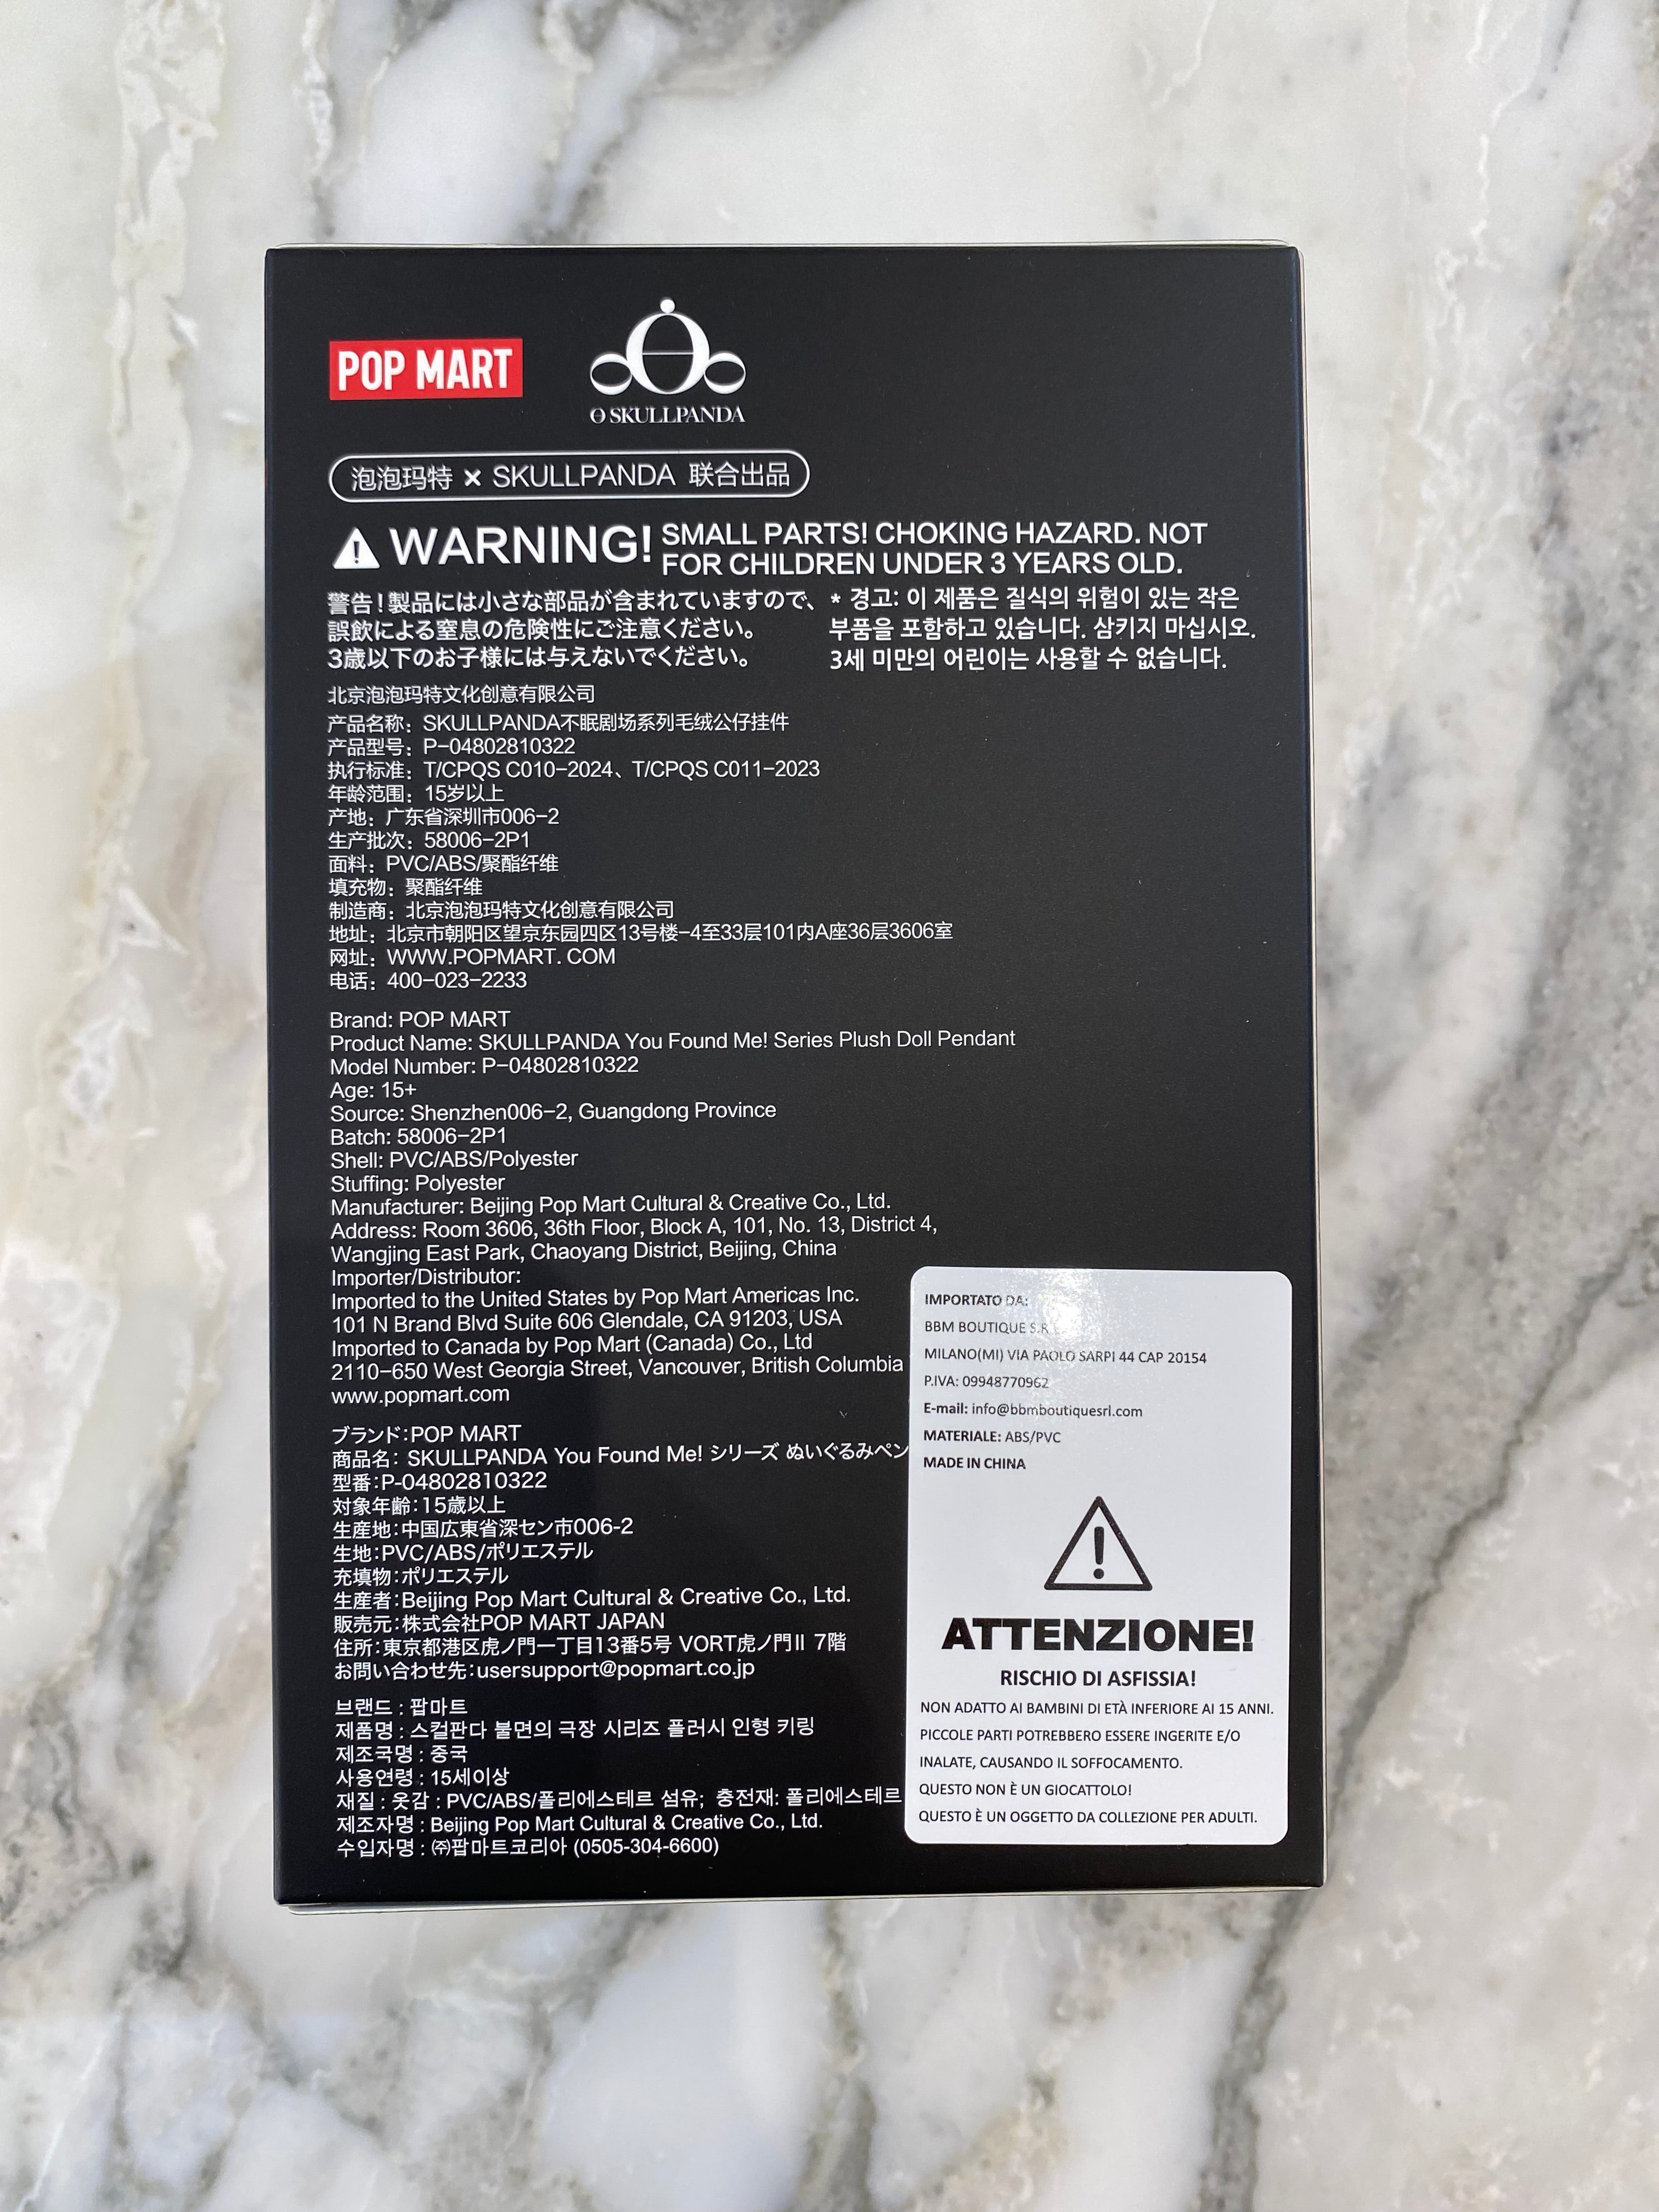 POP MART
SKULLPANDA
泡泡玛特 × SKULLPANDA 联合出品
WARNING! SMALL PARTS! CHOKING HAZARD. NOT
FOR CHILDREN UNDER 3 YEARS OLD.
警告!製品には小さな部品が含まれていますので、
誤飲による窒息の危険性にご注意ください。
3歳以下のお子様には与えないでください。
* 경고: 이 제품은 질식의 위험이 있는 작은
부품을 포함하고 있습니다. 삼키지 마십시오.
3세 미만의 어린이는 사용할 수 없습니다.
北京泡泡玛特文化创意有限公司
产品名称：SKULLPANDA不眠剧场系列毛绒公仔挂件
产品型号：P-04802810322
执行标准：T/CPQS C010-2024、T/CPQS C011-2023
年龄范围：15岁以上
产地：广东省深圳市006-2
生产批次：58006-2P1
面料：PVC/ABS/聚酯纤维
填充物：聚酯纤维
制造商：北京泡泡玛特文化创意有限公司
地址：北京市朝阳区望京东园四区13号楼-4至33层101内A座36层3606室
网址：WWW.POPMART. COM
电话：400-023-2233
Brand: POP MART
Product Name: SKULLPANDA You Found Me! Series Plush Doll Pendant
Model Number: P-04802810322
Age: 15+
Source: Shenzhen006-2, Guangdong Province
Batch: 58006-2P1
Shell: PVC/ABS/Polyester
Stuffing: Polyester
Manufacturer: Beijing Pop Mart Cultural & Creative Co., Ltd.
Address: Room 3606, 36th Floor, Block A, 101, No. 13, District 4,
Wangjing East Park, Chaoyang District, Beijing, China
Importer/Distributor:
Imported to the United States by Pop Mart Americas Inc.
101 N Brand Blvd Suite 606 Glendale, CA 91203, USA
Imported to Canada by Pop Mart (Canada) Co., Ltd
2110-650 West Georgia Street, Vancouver, British Columbia
www.popmart.com
ブランド:POP MART
商品名: SKULLPANDA You Found Me! シリーズ ぬいぐるみペン
型番:P-04802810322
対象年齢:15歳以上
生産地:中国広東省深セン市006-2
生地:PVC/ABS/ポリエステル
充填物:ポリエステル
生産者:Beijing Pop Mart Cultural & Creative Co., Ltd.
販売元:株式会社POP MART JAPAN
住所:東京都港区虎ノ門一丁目13番5号 VORT虎ノ門II 7階
お問い合わせ先:usersupport@popmart.co.jp
브랜드 : 팝마트
제품명 : 스컬판다 불면의 극장 시리즈 플러시 인형 키링
제조국명 : 중국
사용연령 : 15세이상
재질 : 옷감 : PVC/ABS/폴리에스테르 섬유; 충전재: 폴리에스테르
제조자명 : Beijing Pop Mart Cultural & Creative Co., Ltd.
수입자명 : ㈜팝마트코리아 (0505-304-6600)
IMPORTATO DA:
BBM BOUTIQUE S.R
MILANO(MI) VIA PAOLO SARPI 44 CAP 20154
P.IVA: 09948770962
E-mail: info@bbmboutiquesrl.com
MATERIALE: ABS/PVC
MADE IN CHINA
ATTENZIONE!
RISCHIO DI ASFISSIA!
NON ADATTO AI BAMBINI DI ETÀ INFERIORE AI 15 ANNI.
PICCOLE PARTI POTREBBERO ESSERE INGERITE E/O
INALATE, CAUSANDO IL SOFFOCAMENTO.
QUESTO NON È UN GIOCATTOLO!
QUESTO È UN OGGETTO DA COLLEZIONE PER ADULTI.